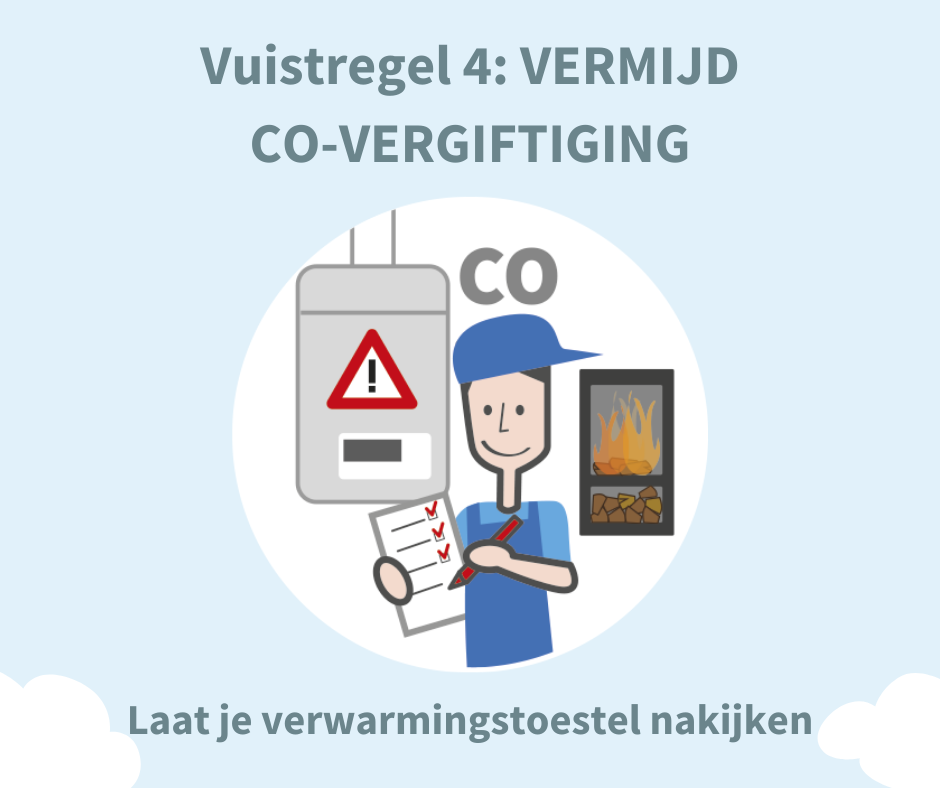 Vuistregel 4: VERMIJD
CO-VERGIFTIGING
CO
!
Laat je verwarmingstoestel nakijken